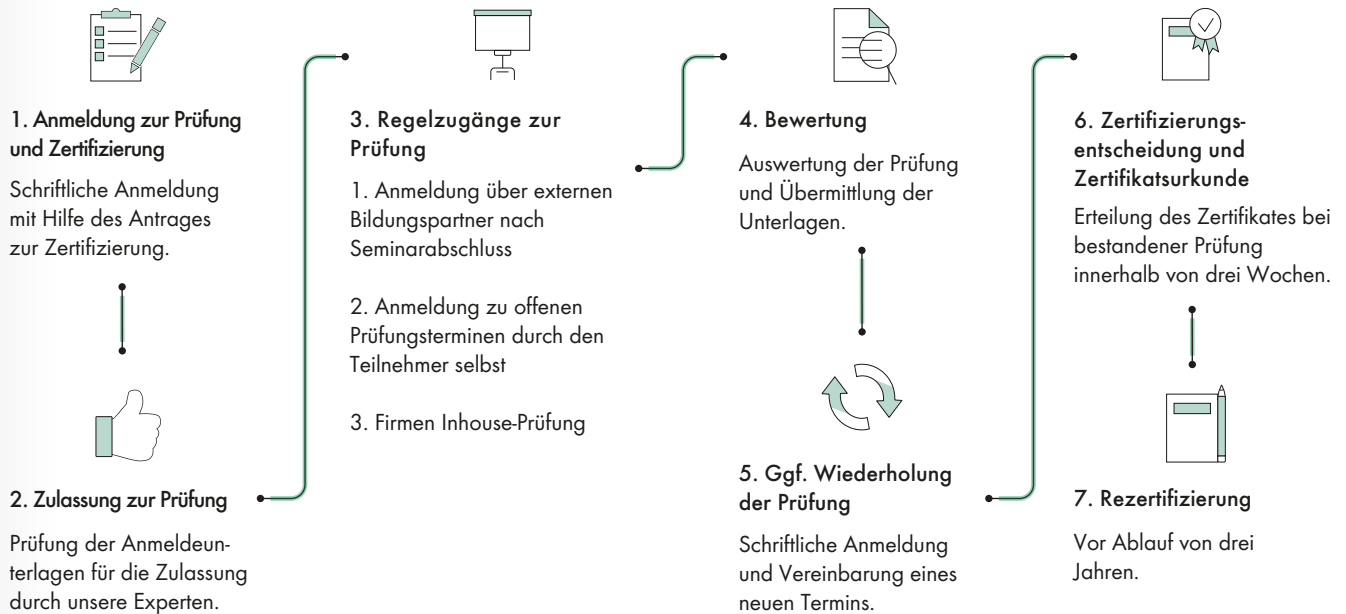 1. Anmeldung zur Prüfung
und Zertifizierung
Schriftliche Anmeldung
mit Hilfe des Antrages
zur Zertifizierung.
2. Zulassung zur Prüfung
Prüfung der Anmeldeun-
terlagen für die Zulassung
durch unsere Experten.
3. Regelzugänge zur
Prüfung
1. Anmeldung über externen
Bildungspartner nach
Seminarabschluss
2. Anmeldung zu offenen
Prüfungsterminen durch den
Teilnehmer selbst
3. Firmen Inhouse-Prüfung
4. Bewertung
Auswertung der Prüfung
und Übermittlung der
Unterlagen.
5. Ggf. Wiederholung
der Prüfung
Schriftliche Anmeldung
und Vereinbarung eines
neuen Termins.
6. Zertifizierungs-
entscheidung und
Zertifikatsurkunde
Erteilung des Zertifikates bei
bestandener Prüfung
innerhalb von drei Wochen.
7. Rezertifizierung
Vor Ablauf von drei
Jahren.